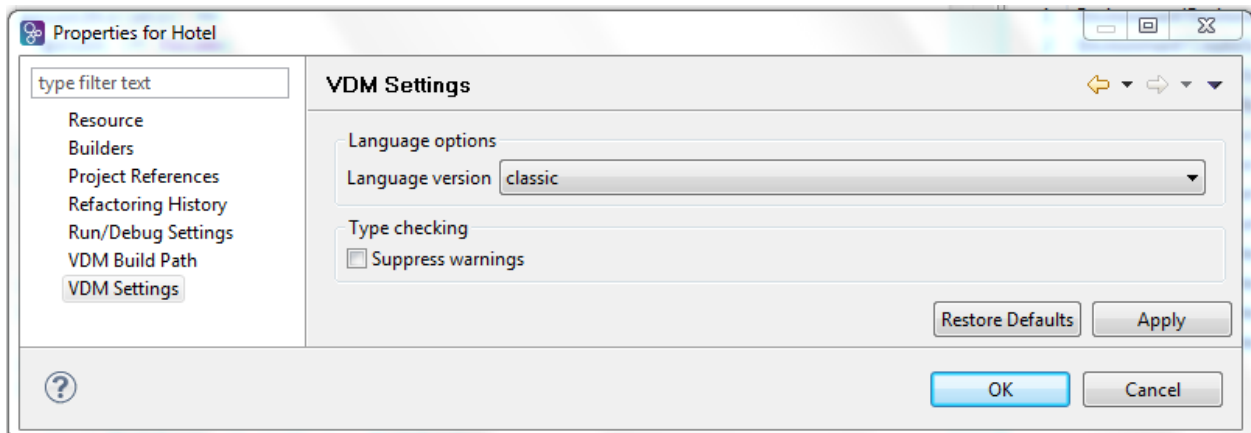 Properties for Hotel
type filter text
Resource
Builders
Project References
Refactoring History
Run/Debug Settings
VDM Build Path
VDM Settings
VDM Settings
Language options
Language version classic
Type checking
Suppress warnings
Restore Defaults Apply
?
OK Cancel